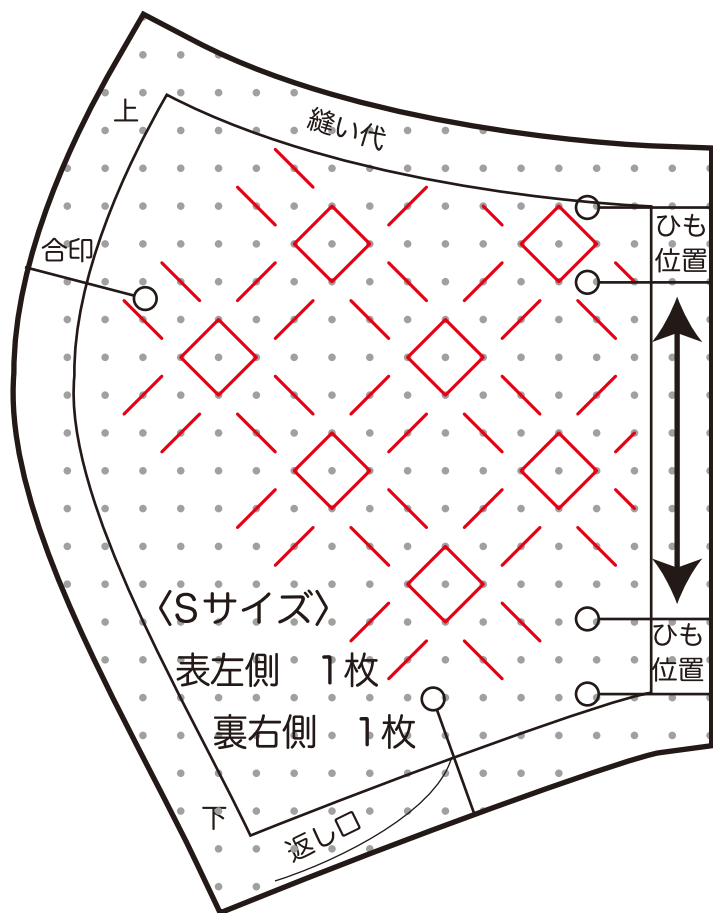 上
縫い代
合印
ひも
位置
〈Sサイズ〉
表左側　1枚
裏右側　1枚
ひも
位置
下
返し口